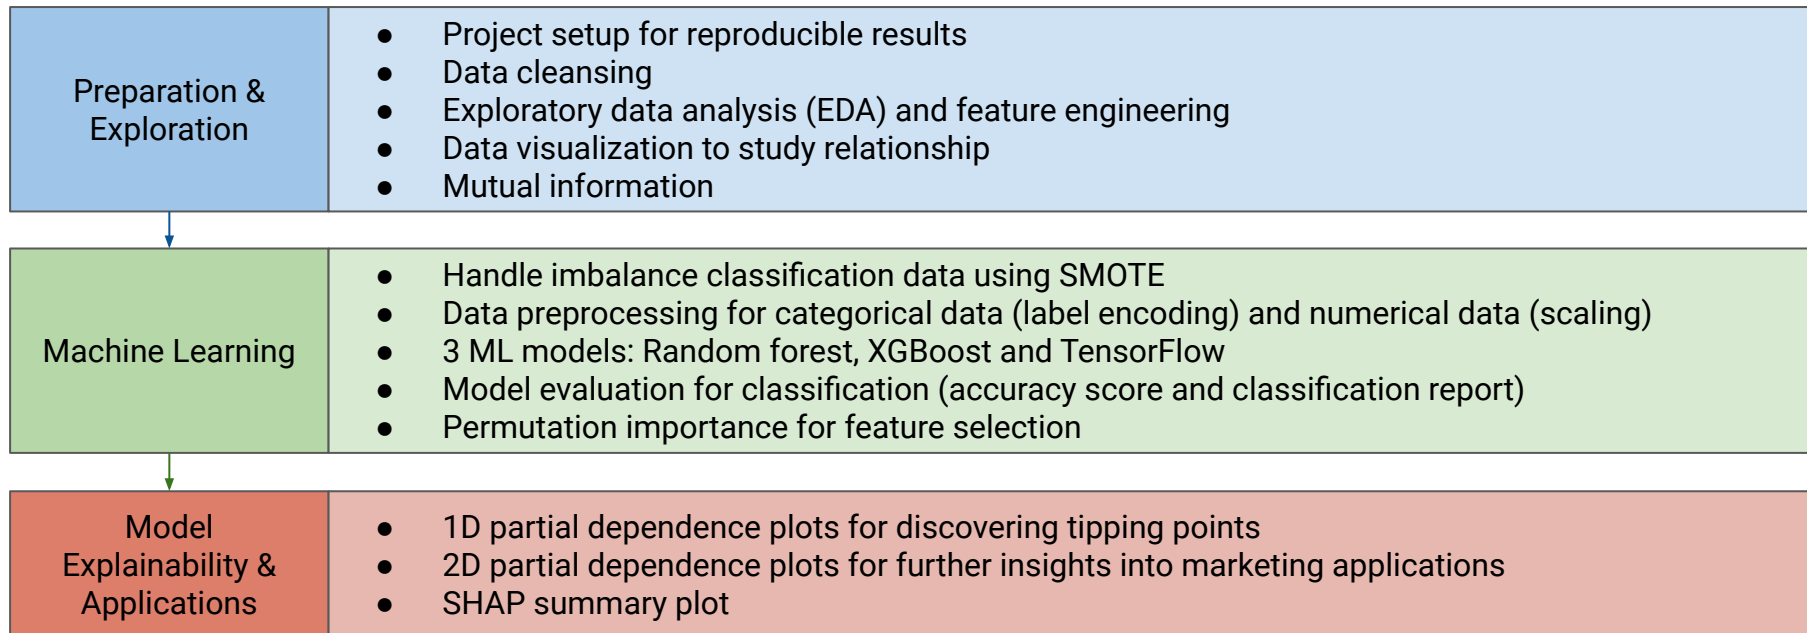 Preparation &
Exploration
● Project setup for reproducible results
● Data cleansing
● Exploratory data analysis (EDA) and feature engineering
● Data visualization to study relationship
● Mutual information
Machine Learning
● Handle imbalance classification data using SMOTE
● Data preprocessing for categorical data (label encoding) and numerical data (scaling)
● 3 ML models: Random forest, XGBoost and TensorFlow
● Model evaluation for classification (accuracy score and classification report)
● Permutation importance for feature selection
Model
Explainability &
Applications
● 1D partial dependence plots for discovering tipping points
● 2D partial dependence plots for further insights into marketing applications
● SHAP summary plot